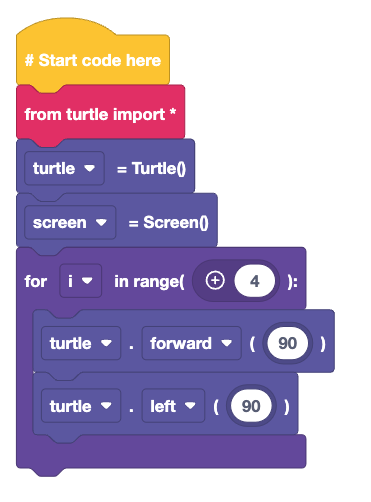 # Start code here
from turtle import *
turtle = Turtle()
screen = Screen()
for i in range( 4 ):
turtle . forward ( 90 )
turtle . left ( 90 )